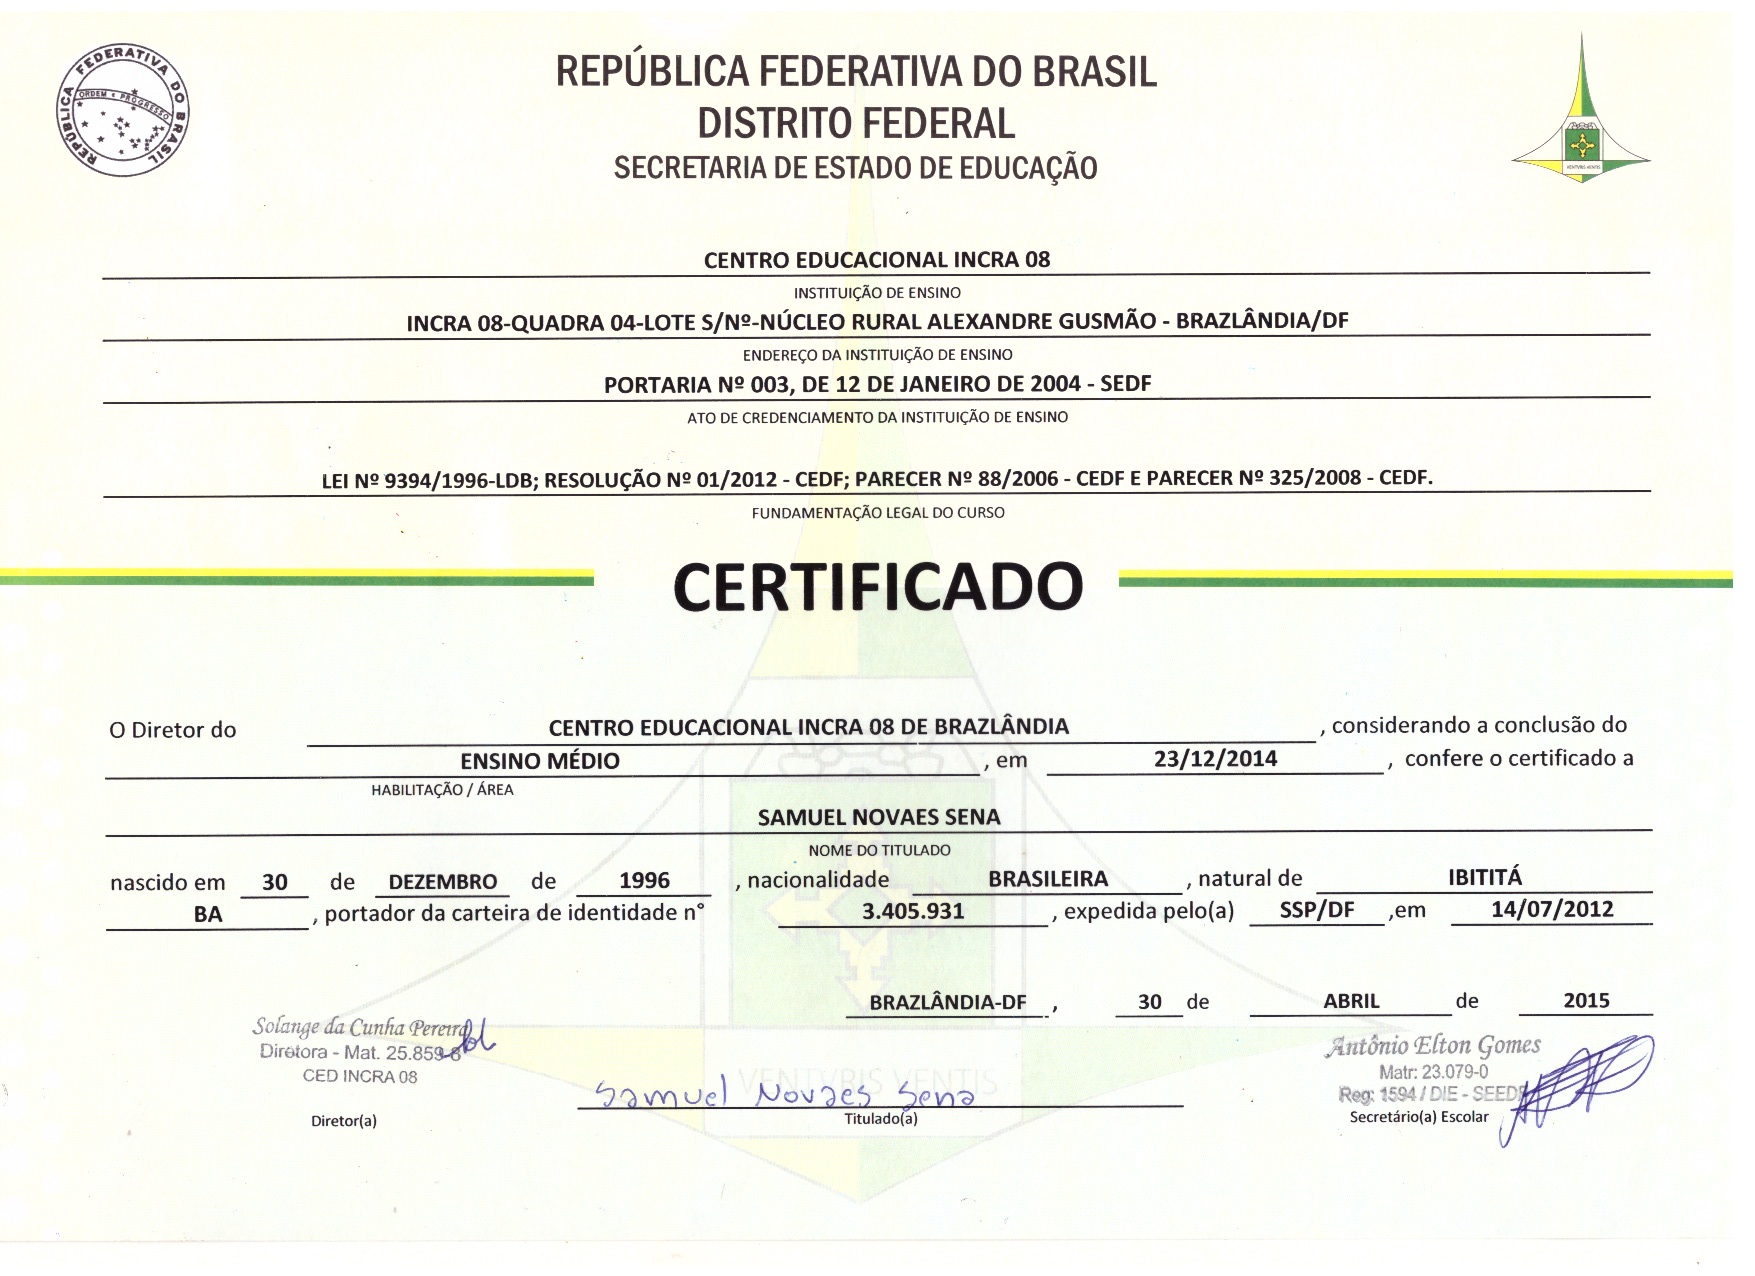 REPÚBLICA FEDERATIVA DO BRASIL
ORDEM E PROGRESSO
REPÚBLICA FEDERATIVA DO BRASIL
DISTRITO FEDERAL
SECRETARIA DE ESTADO DE EDUCAÇÃO
VENTVRIS VENTIS
CENTRO EDUCACIONAL INCRA 08
INSTITUIÇÃO DE ENSINO
INCRA 08-QUADRA 04-LOTE S/Nº-NÚCLEO RURAL ALEXANDRE GUSMÃO - BRAZLÂNDIA/DF
ENDEREÇO DA INSTITUIÇÃO DE ENSINO
PORTARIA Nº 003, DE 12 DE JANEIRO DE 2004 - SEDF
ATO DE CREDENCIAMENTO DA INSTITUIÇÃO DE ENSINO
LEI Nº 9394/1996-LDB; RESOLUÇÃO Nº 01/2012 - CEDF; PARECER Nº 88/2006 - CEDF E PARECER Nº 325/2008 - CEDF.
FUNDAMENTAÇÃO LEGAL DO CURSO
CERTIFICADO
O Diretor do CENTRO EDUCACIONAL INCRA 08 DE BRAZLÂNDIA , considerando a conclusão do
ENSINO MÉDIO , em 23/12/2014 , confere o certificado a
HABILITAÇÃO / ÁREA
SAMUEL NOVAES SENA
NOME DO TITULADO
nascido em 30 de DEZEMBRO de 1996 , nacionalidade BRASILEIRA , natural de IBITITÁ
BA , portador da carteira de identidade n° 3.405.931 , expedida pelo(a) SSP/DF ,em 14/07/2012
BRAZLÂNDIA-DF , 30 de ABRIL de 2015
Solange da Cunha Pereira
Diretora - Mat. 25.859-8
CED INCRA 08
Diretor(a)
VENTVRIS VENTIS
Samuel Novaes Sena
Titulado(a)
Antônio Elton Gomes
Matr: 23.079-0
Reg: 1594 / DIE - SEEDF
Secretário(a) Escolar